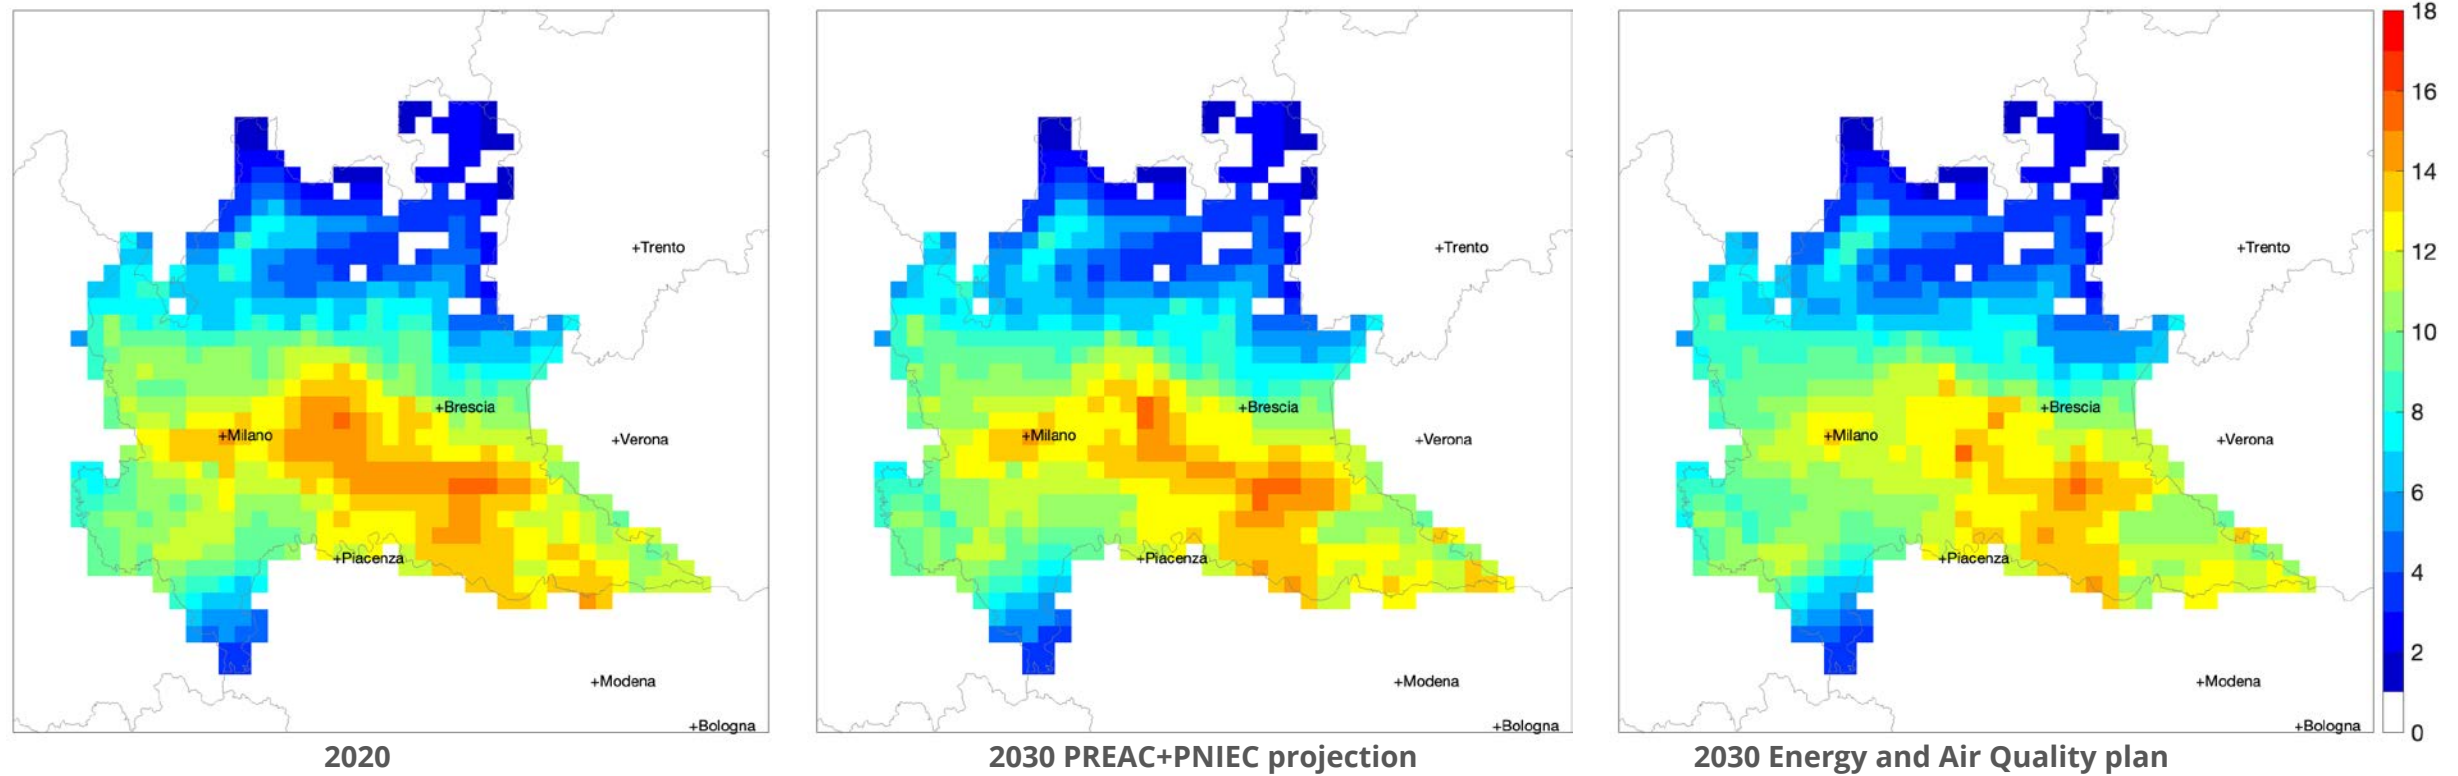 18
16
+Trento +Trento +Trento 14
12
10
+Brescia +Brescia +Brescia
8
+Milano +Verona +Milano +Verona +Milano +Verona
6
+Piacenza +Piacenza +Piacenza
4
2
+Modena +Modena +Modena
+Bologna +Bologna +Bologna 0
2020 2030 PREAC+PNIEC projection 2030 Energy and Air Quality plan